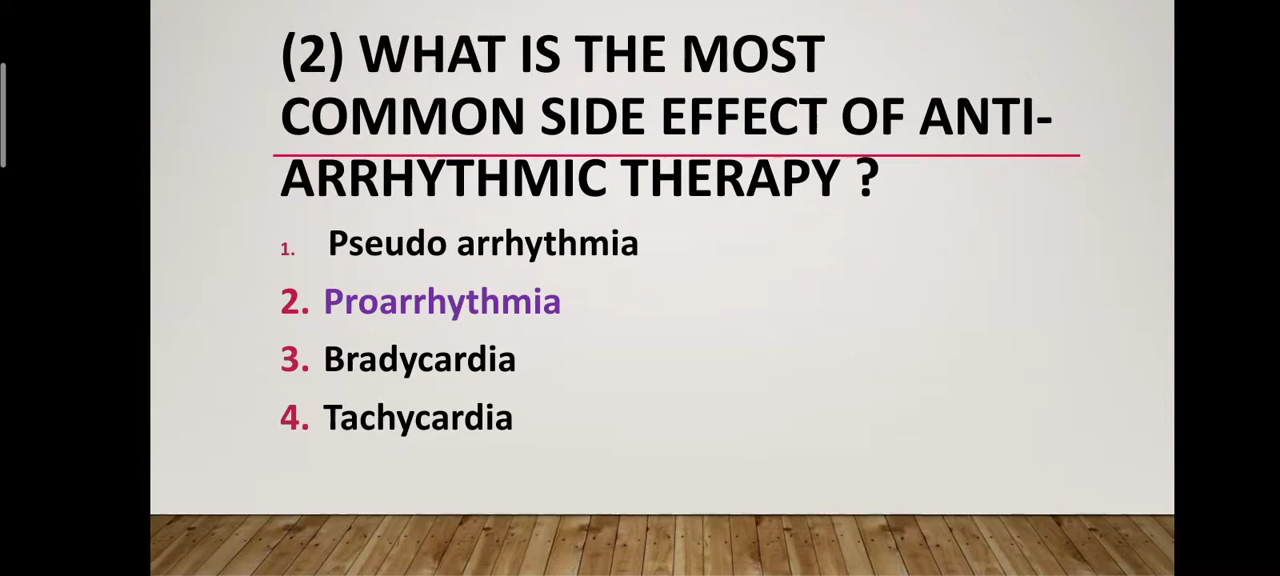 (2) WHAT IS THE MOST
COMMON SIDE EFFECT OF ANTI-
ARRHYTHMIC THERAPY ?
1. Pseudo arrhythmia
2. Proarrhythmia
3. Bradycardia
4. Tachycardia